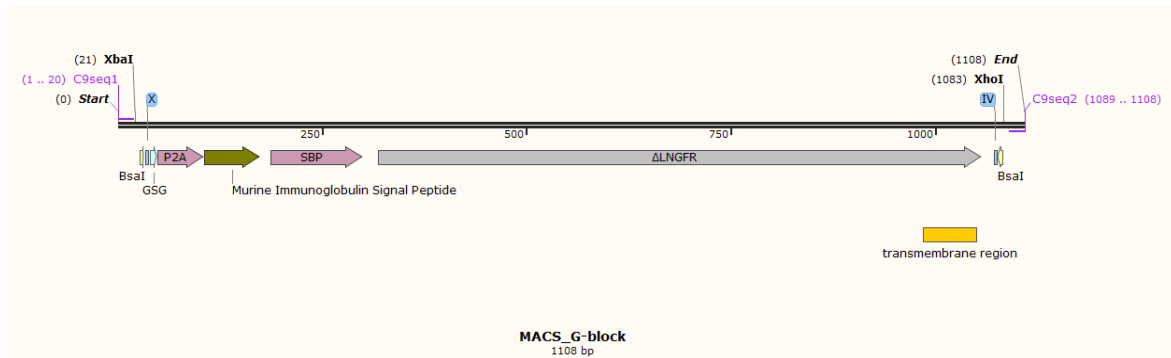 (21) XbaI
(1 .. 20) C9seq1
(0) Start
X
(1108) End
(1083) XhoI
IV
C9seq2 (1089 .. 1108)
250
500
750
1000
P2A
SBP
ΔLNGFR
BsaI
GSG
Murine Immunoglobulin Signal Peptide
BsaI
transmembrane region
MACS_G-block
1108 bp